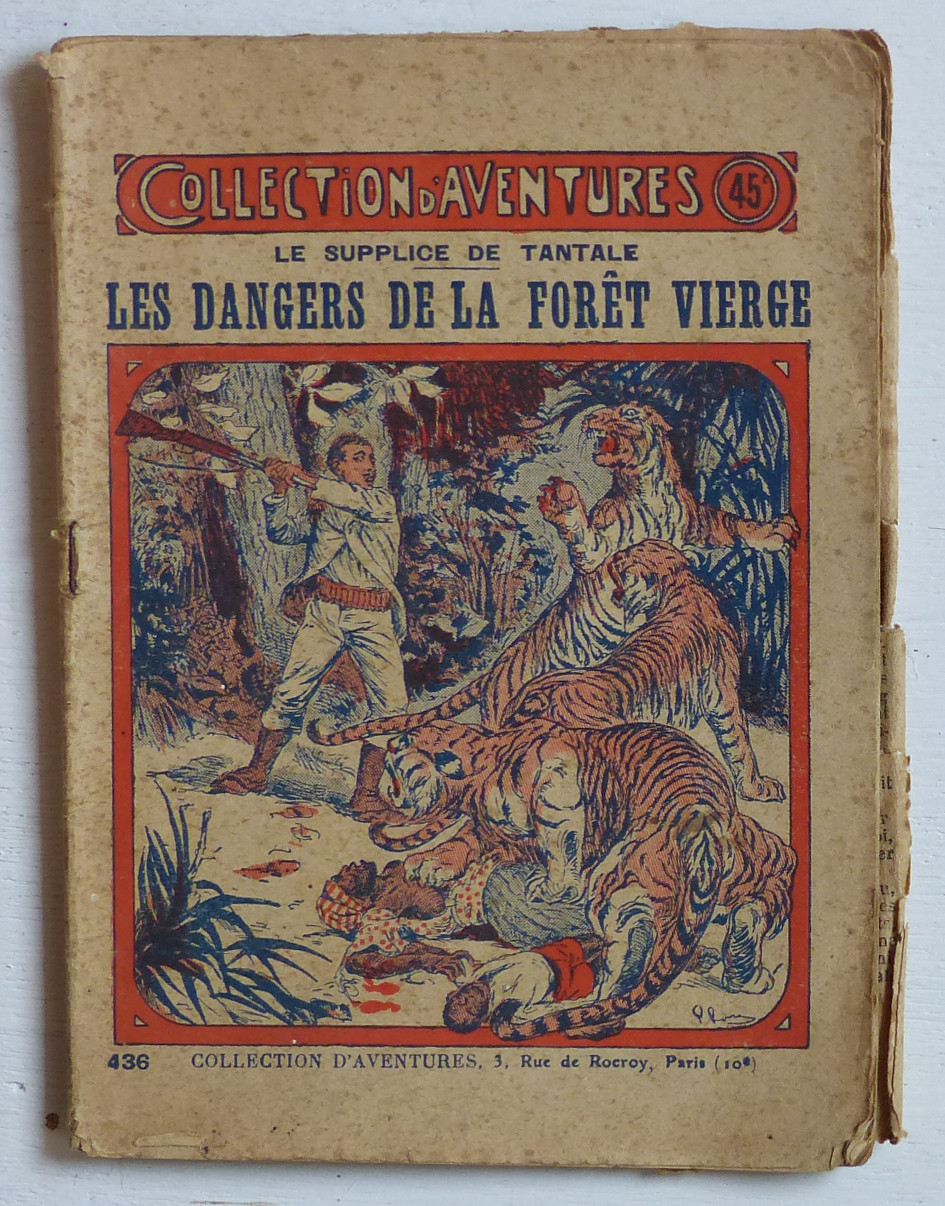 COLLECTION D'AVENTURES 45c
LE SUPPLICE DE TANTALE
LES DANGERS DE LA FORÊT VIERGE
436 COLLECTION D'AVENTURES, 3, Rue de Rocroy, Paris (10e)